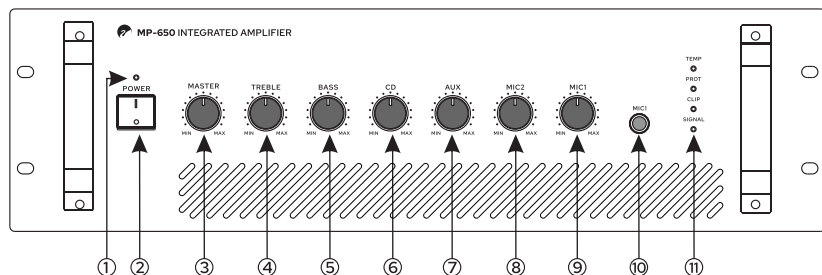 MP-650 INTEGRATED AMPLIFIER
POWER
MASTER TREBLE BASS CD AUX MIC2 MIC1
MIN MAX MIN MAX MIN MAX MIN MAX MIN MAX MIN MAX MIN MAX
MIC1
TEMP
PROT
CLIP
SIGNAL
① ② ③ ④ ⑤ ⑥ ⑦ ⑧ ⑨ ⑩ ⑪